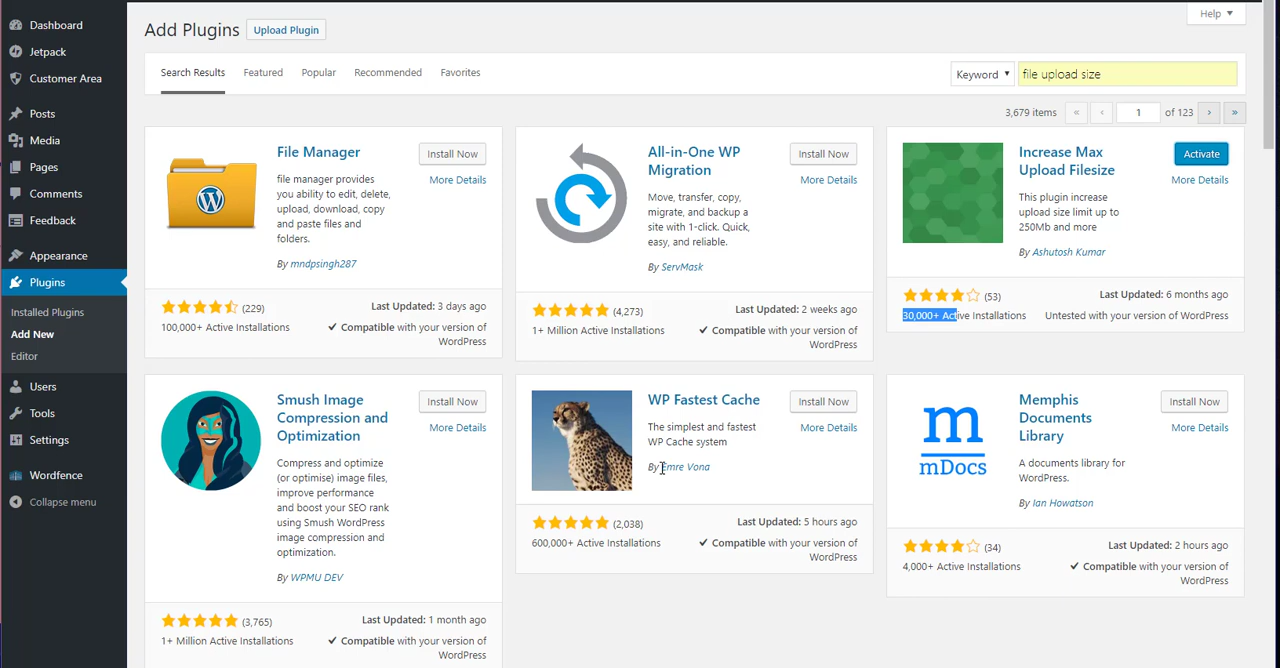 Dashboard
Jetpack
Customer Area
Posts
Media
Pages
Comments
Feedback
Appearance
Plugins
Installed Plugins
Add New
Editor
Users
Tools
Settings
Wordfence
Collapse menu
Add Plugins
Upload Plugin
Help
Search Results
Featured
Popular
Recommended
Favorites
Keyword
file upload size
3,679 items
«
‹
1
of 123
›
»
File Manager
Install Now
More Details
file manager provides
you ability to edit, delete,
upload, download, copy
and paste files and
folders.
By mndpsingh287
(229)
100,000+ Active Installations
Last Updated: 3 days ago
✓ Compatible with your version of
WordPress
All-in-One WP
Migration
Install Now
More Details
Move, transfer, copy,
migrate, and backup a
site with 1-click. Quick,
easy, and reliable.
By ServMask
(4,273)
1+ Million Active Installations
Last Updated: 2 weeks ago
✓ Compatible with your version of
WordPress
Increase Max
Upload Filesize
Activate
More Details
This plugin increase
upload size limit up to
250Mb and more
By Ashutosh Kumar
(53)
30,000+ Active Installations
Last Updated: 6 months ago
Untested with your version of WordPress
Smush Image
Compression and
Optimization
Install Now
More Details
Compress and optimize
(or optimise) image files,
improve performance
and boost your SEO rank
using Smush WordPress
image compression and
optimization.
By WPMU DEV
(3,765)
1+ Million Active Installations
Last Updated: 1 month ago
✓ Compatible with your version of
WordPress
WP Fastest Cache
Install Now
More Details
The simplest and fastest
WP Cache system
By Emre Vona
(2,038)
600,000+ Active Installations
Last Updated: 5 hours ago
✓ Compatible with your version of
WordPress
m
mDocs
Memphis
Documents
Library
Install Now
More Details
A documents library for
WordPress.
By Ian Howatson
(34)
4,000+ Active Installations
Last Updated: 2 hours ago
✓ Compatible with your version of
WordPress